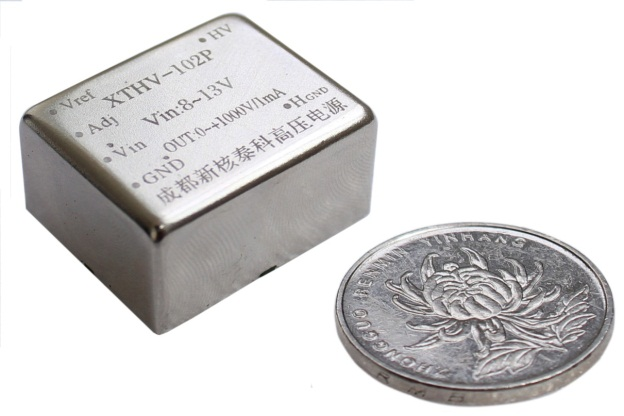 HV
Vref
XTHV-102P
Adj
Vin:8~13V
HGND
Vin
OUT:0~+1000V/1mA
GND
成都新核泰科高压电源
ZHONGGUO RENMIN YINHANG